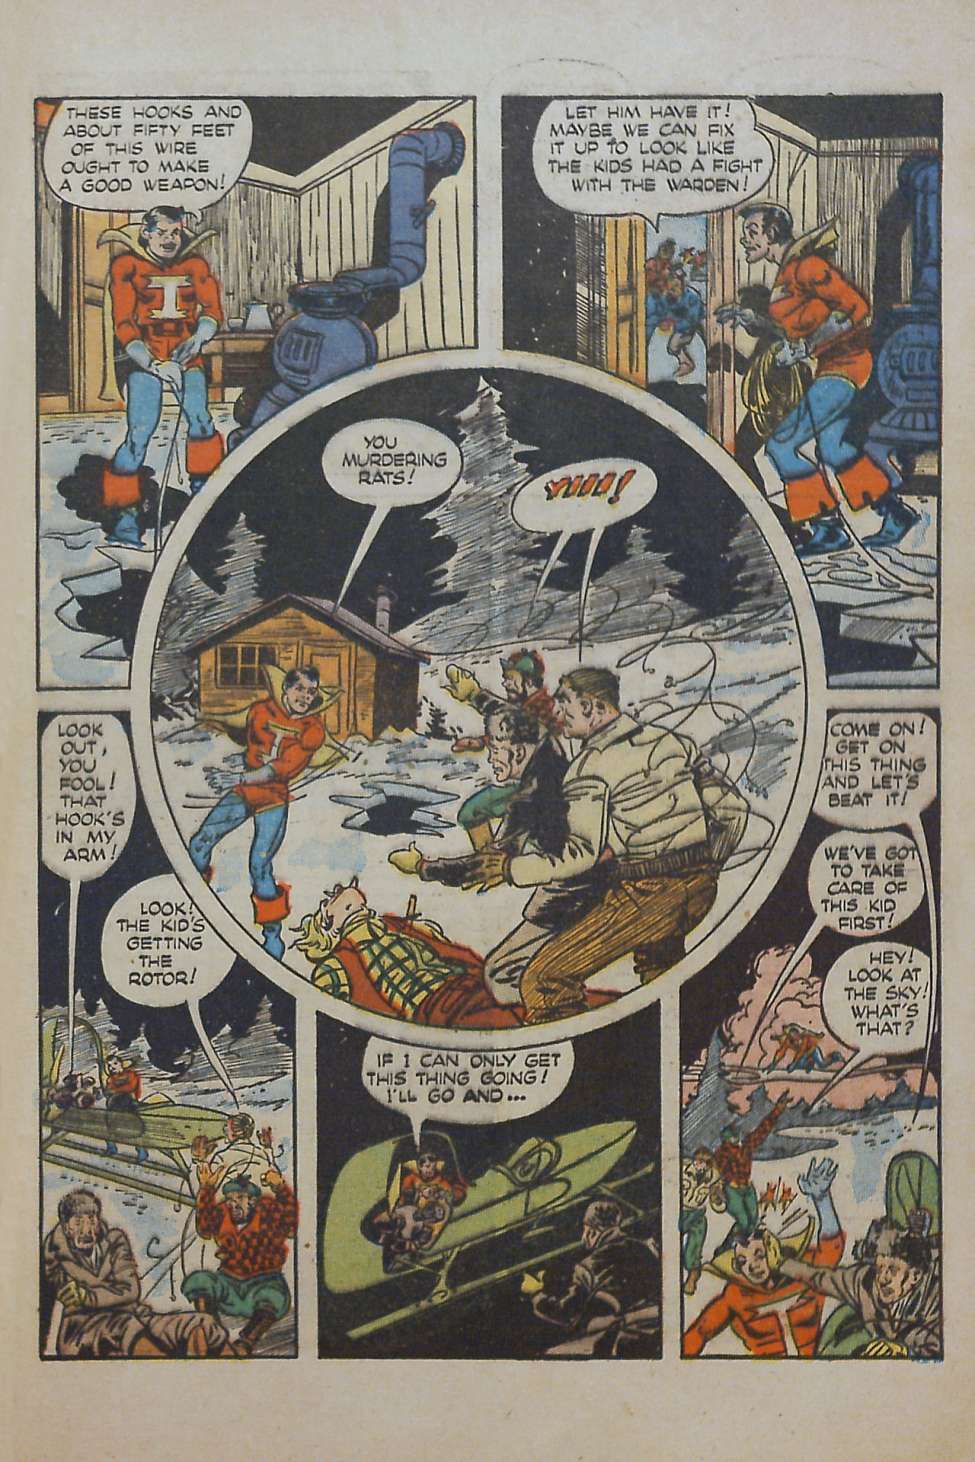 THESE HOOKS AND
ABOUT FIFTY FEET
OF THIS WIRE
OUGHT TO MAKE
A GOOD WEAPON!
I
LET HIM HAVE IT!
MAYBE WE CAN FIX
IT UP TO LOOK LIKE
THE KIDS HAD A FIGHT
WITH THE WARDEN!
YOU
MURDERING
RATS!
YIIII!
I
LOOK
OUT,
YOU
FOOL!
THAT
HOOK'S
IN MY
ARM!
LOOK!
THE KID'S
GETTING
THE
ROTOR!
IF I CAN ONLY GET
THIS THING GOING!
I'LL GO AND...
COME ON!
GET ON
THIS THING
AND LET'S
BEAT IT!
WE'VE GOT
TO TAKE
CARE OF
THIS KID
FIRST!
HEY!
LOOK AT
THE SKY!
WHAT'S
THAT?
I